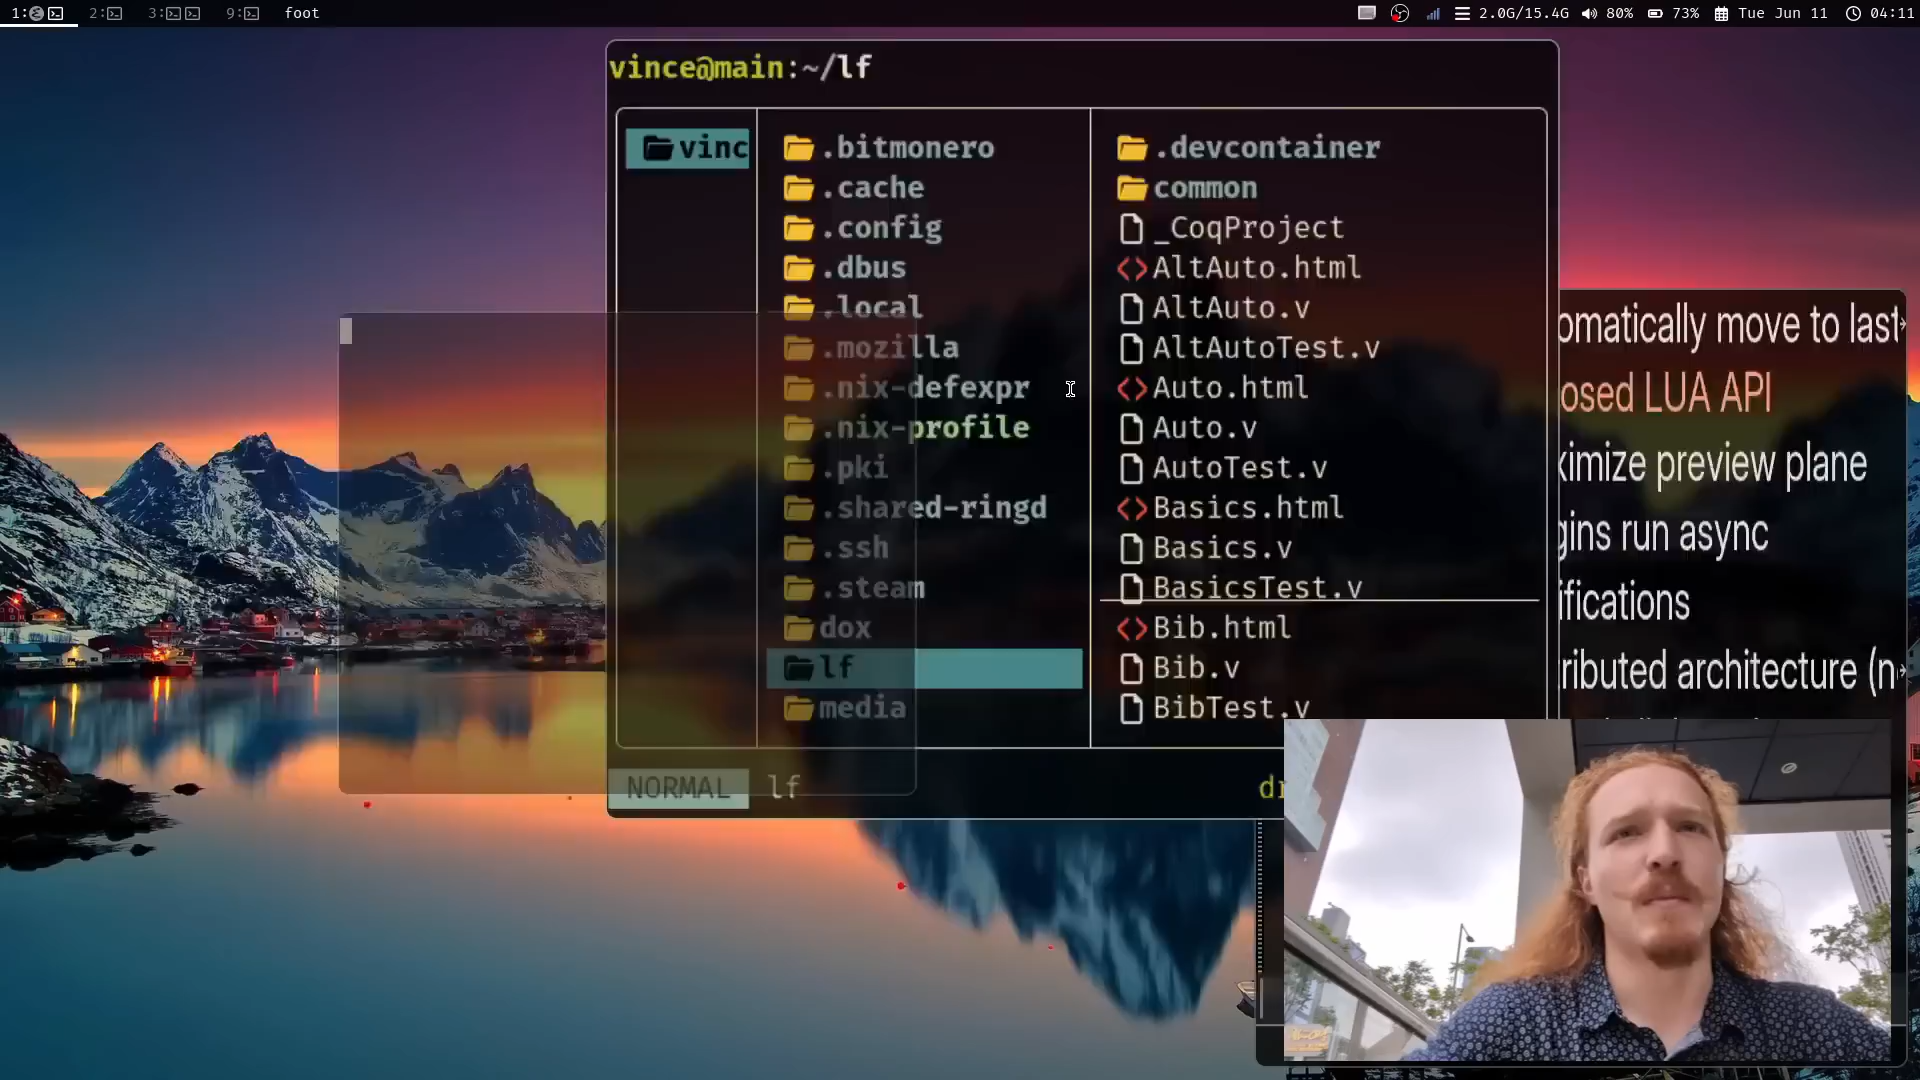 1: 2: 3: 9: foot
2.0G/15.4G 80% 73% Tue Jun 11 04:11
vince@main:~/lf
vinc
.bitmonero
.cache
.config
.dbus
.local
.mozilla
.nix-defexpr
.nix-profile
.pki
.shared-ringd
.ssh
.steam
dox
lf
media
.devcontainer
common
_CoqProject
AltAuto.html
AltAuto.v
AltAutoTest.v
Auto.html
Auto.v
AutoTest.v
Basics.html
Basics.v
BasicsTest.v
Bib.html
Bib.v
BibTest.v
NORMAL lf dr
omatically move to last
osed LUA API
ximize preview plane
gins run async
ifications
ributed architecture (n